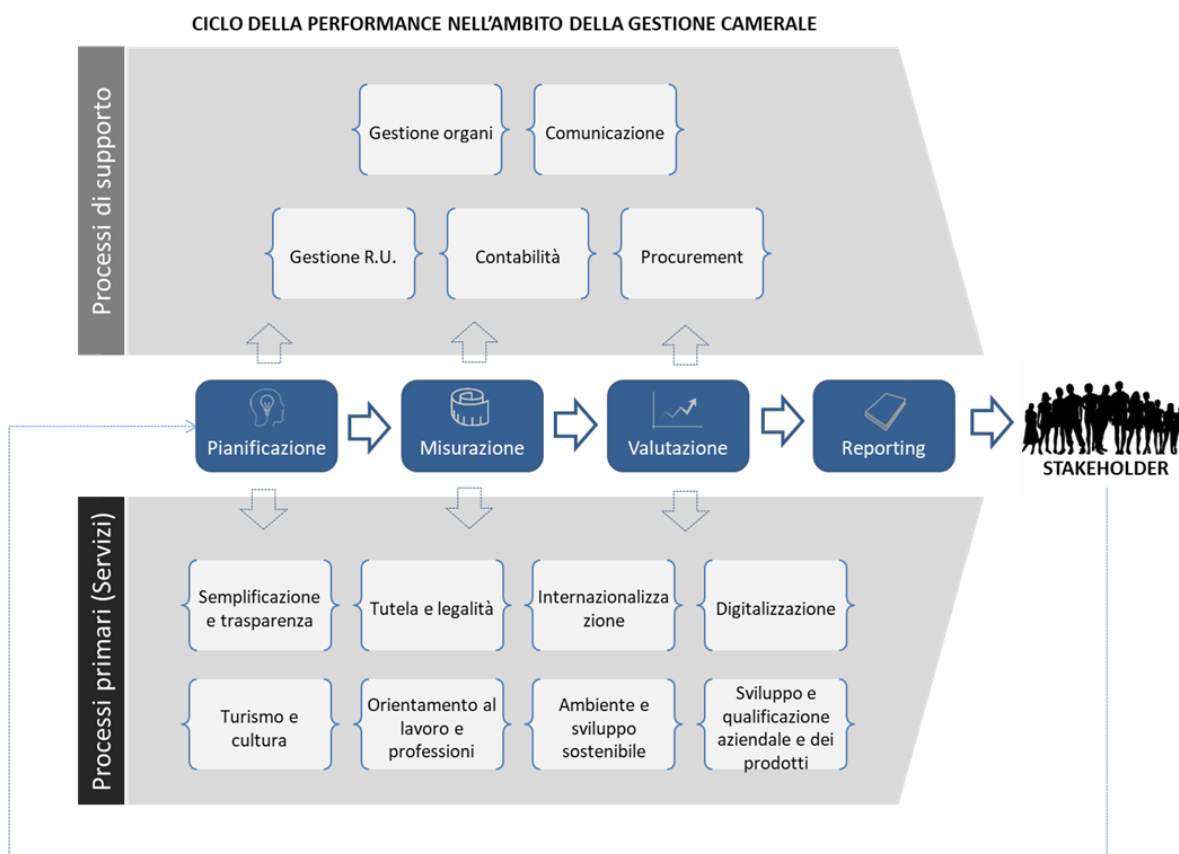 CICLO DELLA PERFORMANCE NELL'AMBITO DELLA GESTIONE CAMERALE
Processi di supporto
Gestione organi
Comunicazione
Gestione R.U.
Contabilità
Procurement
Pianificazione
Misurazione
Valutazione
Reporting
STAKEHOLDER
Processi primari (Servizi)
Semplificazione
e trasparenza
Tutela e legalità
Internazionalizza
zione
Digitalizzazione
Turismo e
cultura
Orientamento al
lavoro e
professioni
Ambiente e
sviluppo
sostenibile
Sviluppo e
qualificazione
aziendale e dei
prodotti